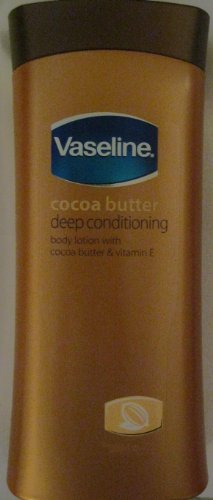 Vaseline.
cocoa butter
deep conditioning
body lotion with
cocoa butter & vitamin E